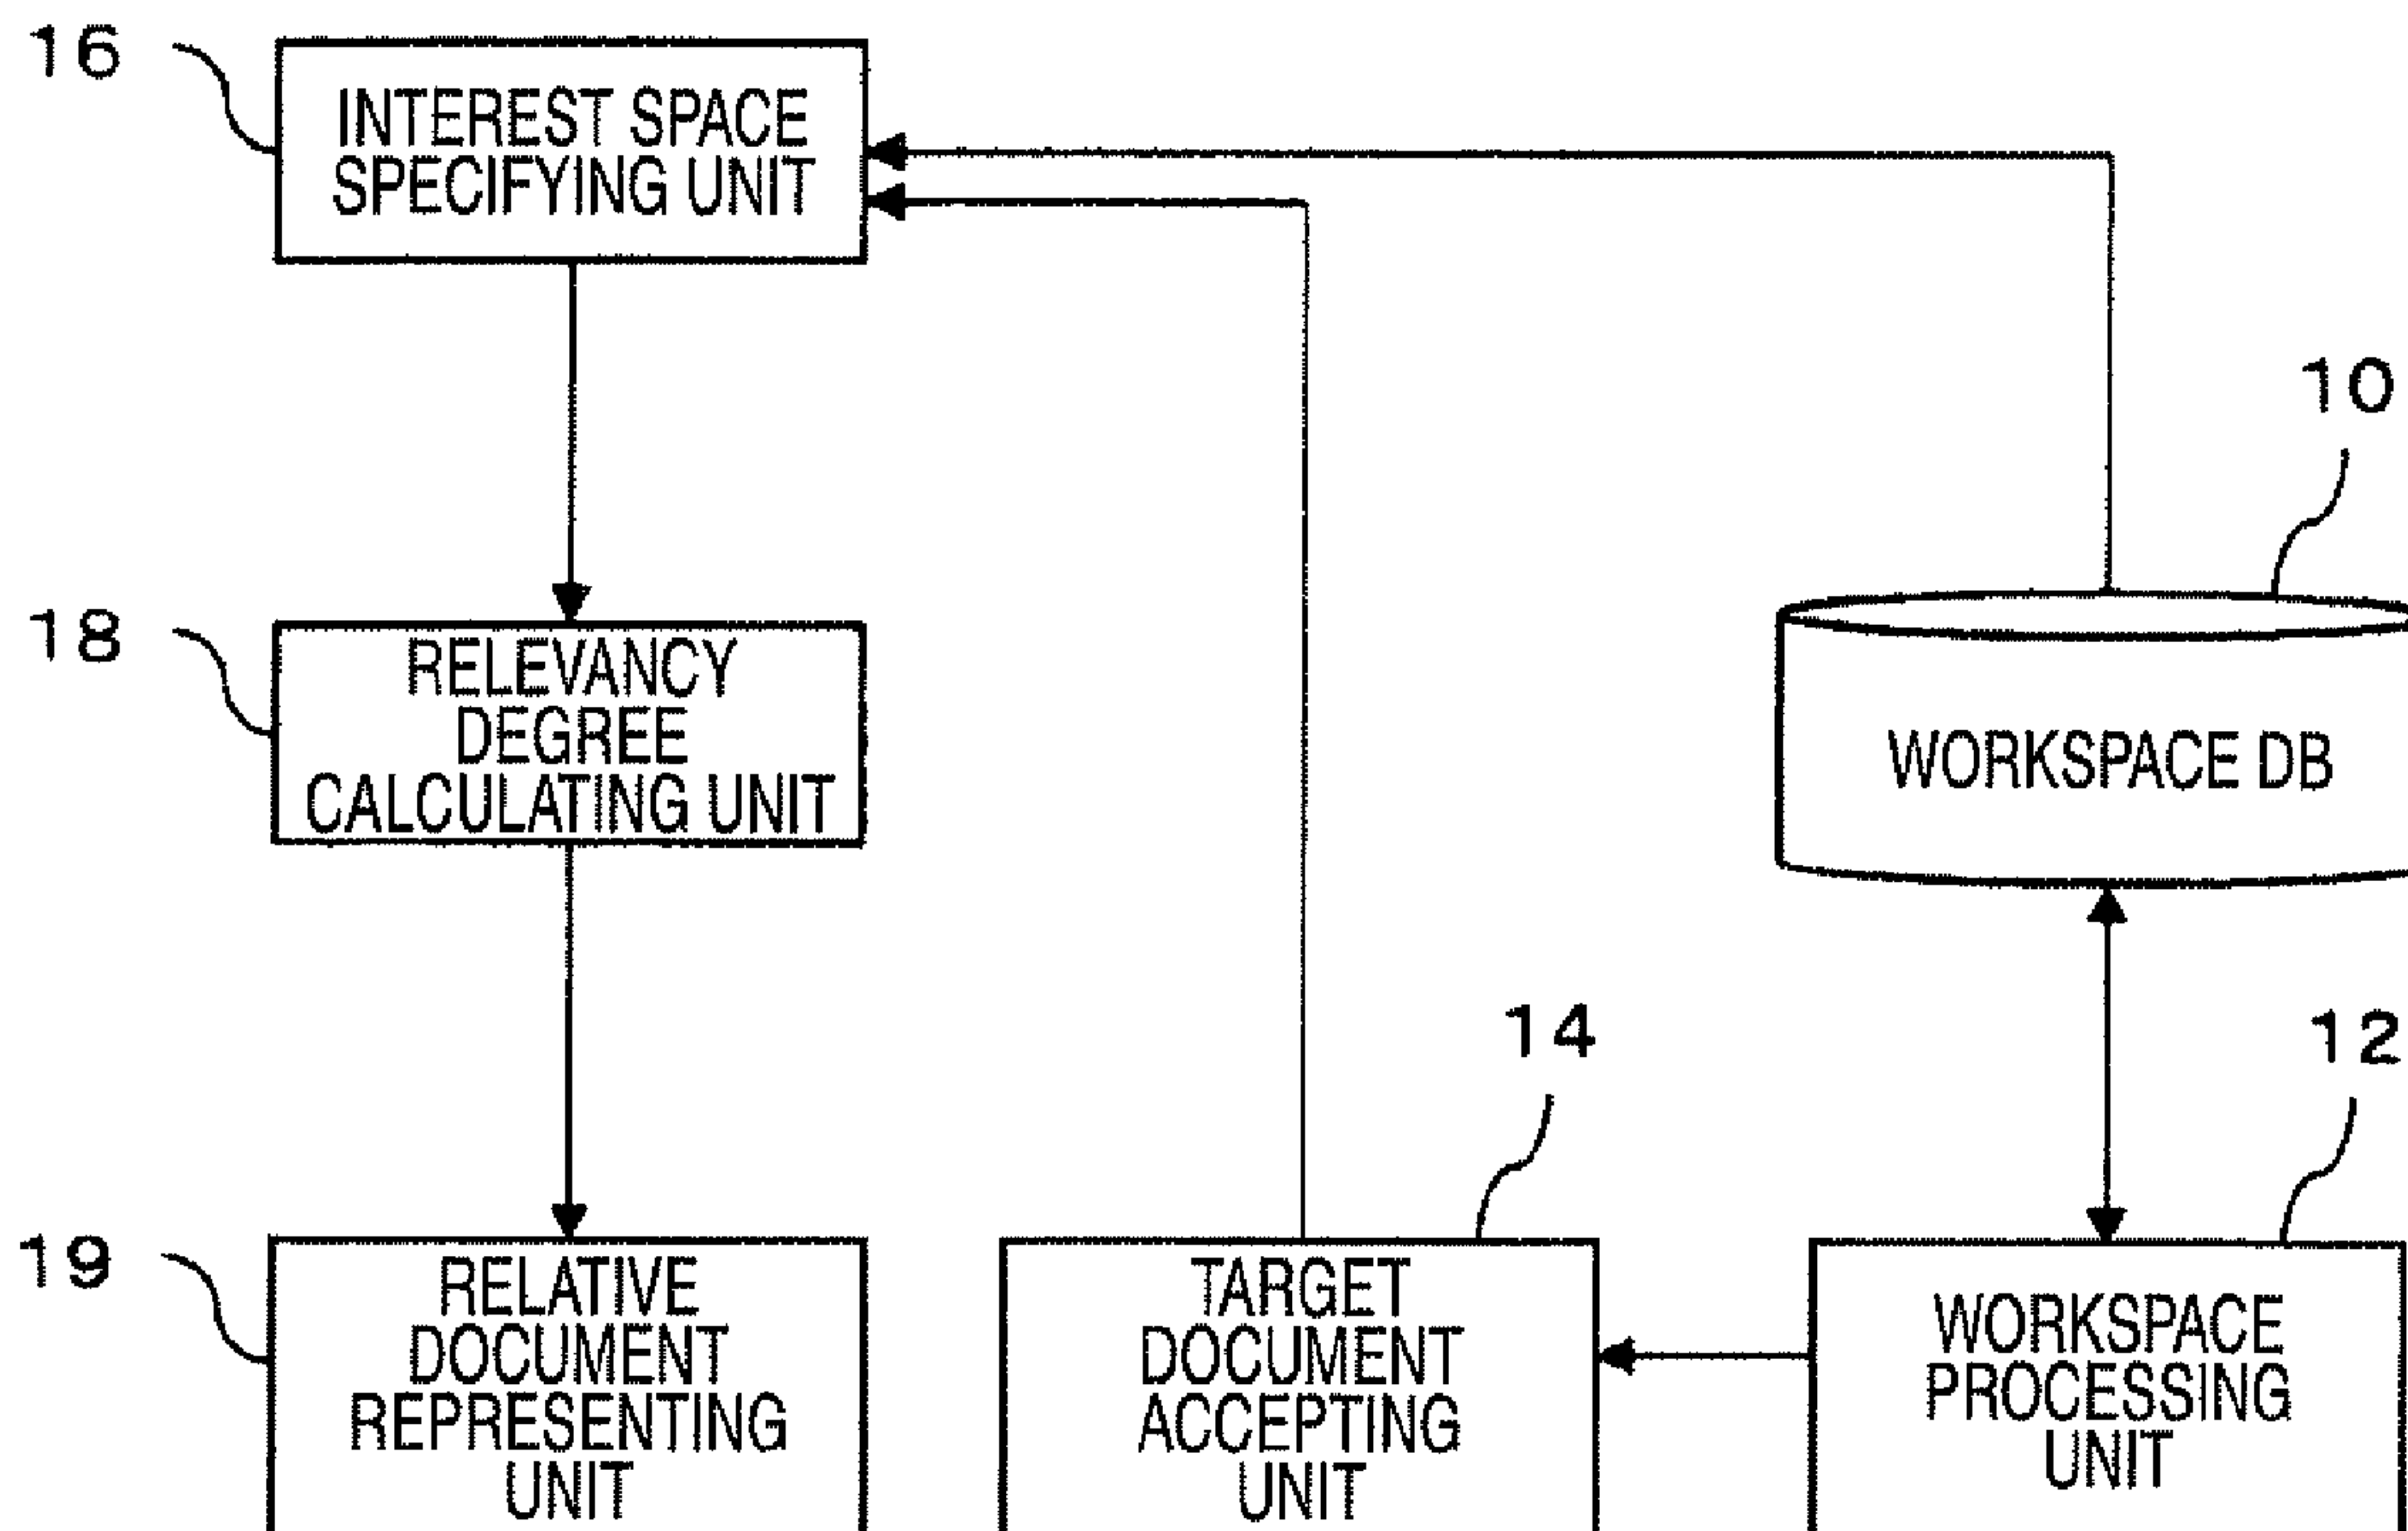 16
INTEREST SPACE
SPECIFYING UNIT
10
18
RELEVANCY
DEGREE
CALCULATING UNIT
WORKSPACE DB
14
12
19
RELATIVE
DOCUMENT
REPRESENTING
UNIT
TARGET
DOCUMENT
ACCEPTING
UNIT
WORKSPACE
PROCESSING
UNIT